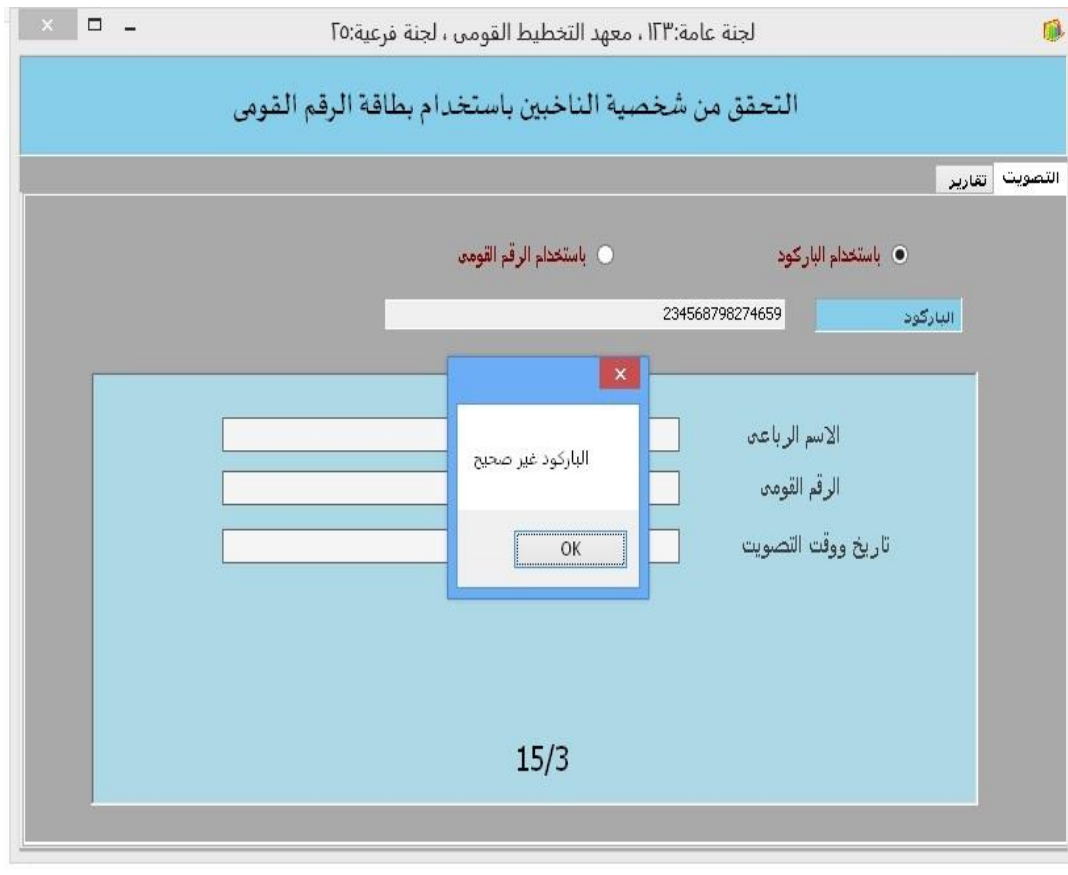 لجنة عامة:١٢٣ ، معهد التخطيط القومى ، لجنة فرعية:٢٥
التحقق من شخصية الناخبين باستخدام بطاقة الرقم القومى
التصويت تقارير
باستخدام الباركود باستخدام الرقم القومى
الباركود 234568798274659
الباركود غير صحيح
OK
الاسم الرباعى
الرقم القومى
تاريخ ووقت التصويت
15/3